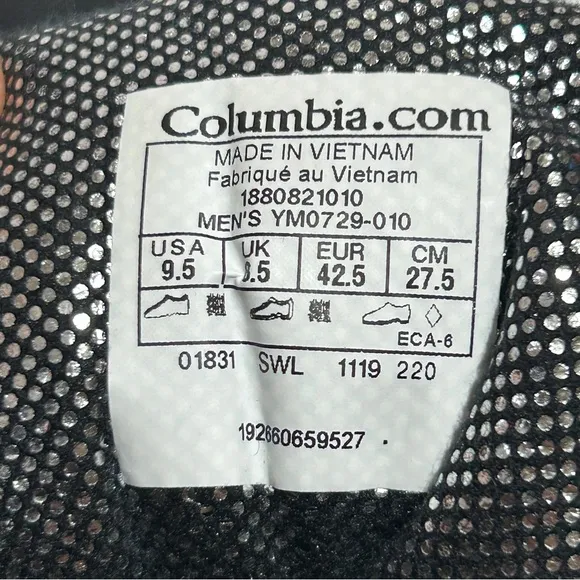 Columbia.com
MADE IN VIETNAM
Fabriqué au Vietnam
1880821010
MEN'S YM0729-010
USA UK EUR CM
9.5 .5 42.5 27.5
ECA-6
01831 SWL 1119 220
192660659527 .